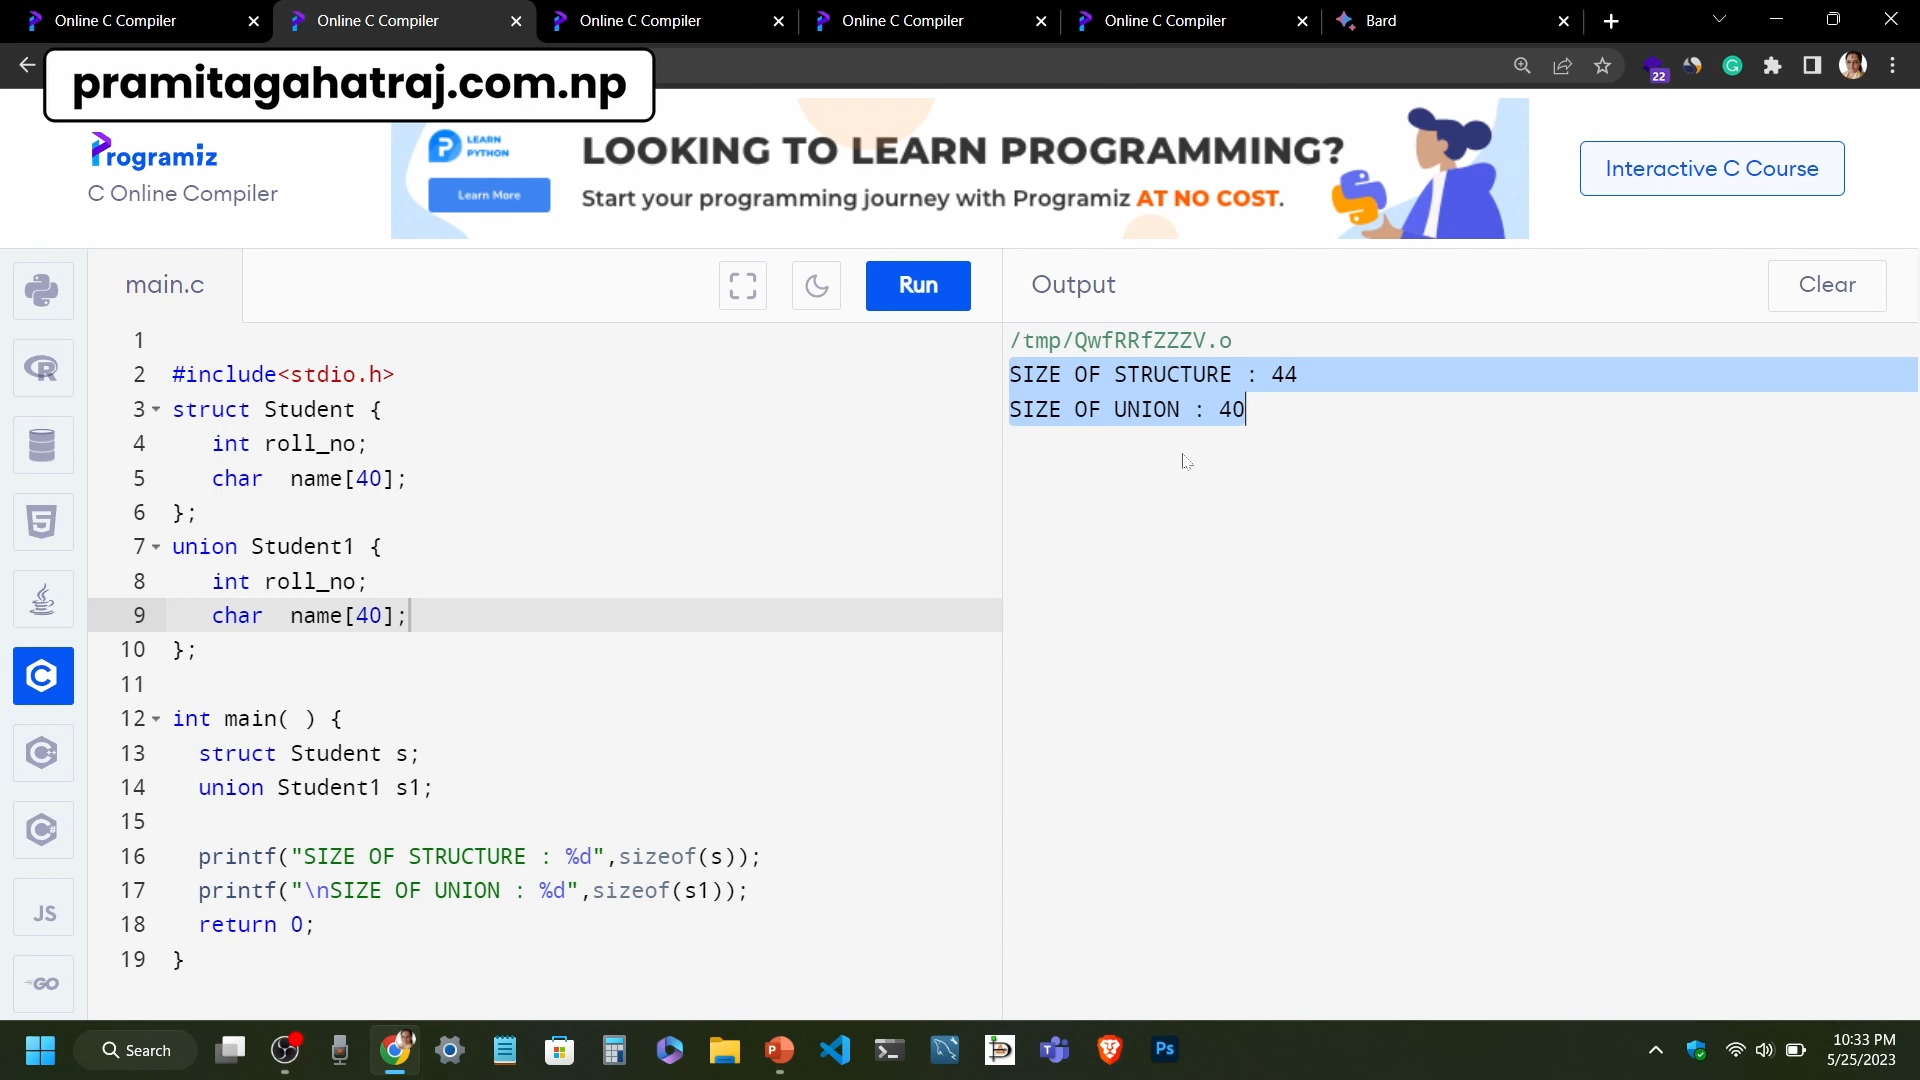 Online C Compiler
Online C Compiler
Online C Compiler
Online C Compiler
Online C Compiler
Bard
pramitagahatraj.com.np
22
Programiz
C Online Compiler
LEARN
PYTHON
Learn More
LOOKING TO LEARN PROGRAMMING?
Start your programming journey with Programiz AT NO COST.
Interactive C Course
main.c
Run
Output
Clear
1
2 #include<stdio.h>
3 struct Student {
4 int roll_no;
5 char  name[40];
6 };
7 union Student1 {
8 int roll_no;
9 char  name[40];
10 };
11
12 int main( ) {
13 struct Student s;
14 union Student1 s1;
15
16 printf("SIZE OF STRUCTURE : %d",sizeof(s));
17 printf("\nSIZE OF UNION : %d",sizeof(s1));
18 return 0;
19 }
/tmp/QwfRRfZZZV.o
SIZE OF STRUCTURE : 44
SIZE OF UNION : 40
JS
GO
Search
Ps
10:33 PM
5/25/2023